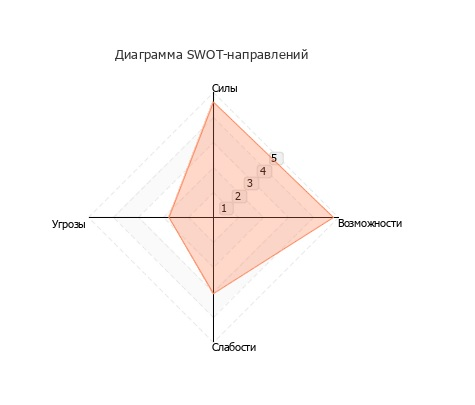 Диаграмма SWOT-направлений
Силы
5
4
3
2
1
Угрозы
Возможности
Слабости